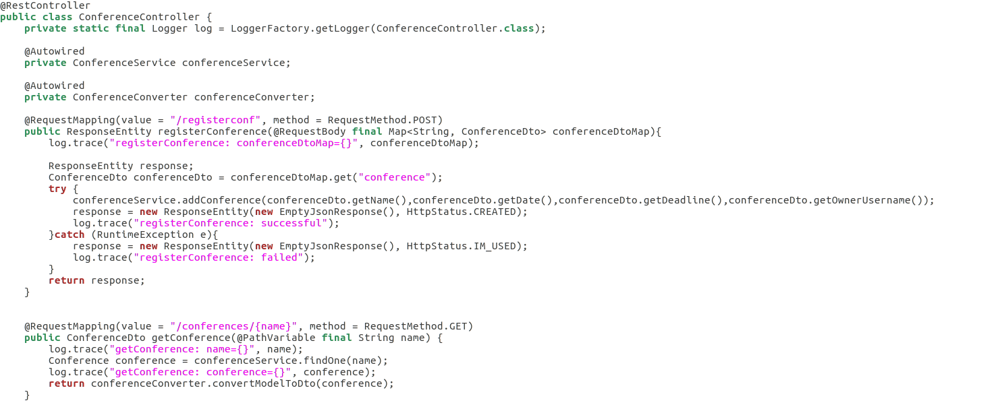 @RestController
public class ConferenceController {
    private static final Logger log = LoggerFactory.getLogger(ConferenceController.class);

    @Autowired
    private ConferenceService conferenceService;

    @Autowired
    private ConferenceConverter conferenceConverter;

    @RequestMapping(value = "/registerconf", method = RequestMethod.POST)
    public ResponseEntity registerConference(@RequestBody final Map<String, ConferenceDto> conferenceDtoMap){
        log.trace("registerConference: conferenceDtoMap={}", conferenceDtoMap);

        ResponseEntity response;
        ConferenceDto conferenceDto = conferenceDtoMap.get("conference");
        try {
            conferenceService.addConference(conferenceDto.getName(),conferenceDto.getDate(),conferenceDto.getDeadline(),conferenceDto.getOwnerUsername());
            response = new ResponseEntity(new EmptyJsonResponse(), HttpStatus.CREATED);
            log.trace("registerConference: successful");
        }catch (RuntimeException e){
            response = new ResponseEntity(new EmptyJsonResponse(), HttpStatus.IM_USED);
            log.trace("registerConference: failed");
        }
        return response;
    }


    @RequestMapping(value = "/conferences/{name}", method = RequestMethod.GET)
    public ConferenceDto getConference(@PathVariable final String name) {
        log.trace("getConference: name={}", name);
        Conference conference = conferenceService.findOne(name);
        log.trace("getConference: conference={}", conference);
        return conferenceConverter.convertModelToDto(conference);
    }